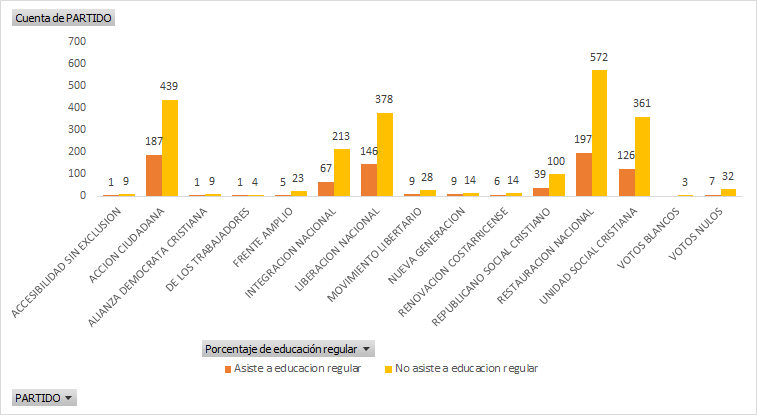 Cuenta de PARTIDO
700
600
500
400
300
200
100
0
1 9
187 439
1 9
1 4
5 23
67 213
146 378
9 28
9 14
6 14
39 100
197 572
126 361
3
7 32
ACCESIBILIDAD SIN EXCLUSION
ACCION CIUDADANA
ALIANZA DEMOCRATA CRISTIANA
DE LOS TRABAJADORES
FRENTE AMPLIO
INTEGRACION NACIONAL
LIBERACION NACIONAL
MOVIMIENTO LIBERTARIO
NUEVA GENERACION
RENOVACION COSTARRICENSE
REPUBLICANO SOCIAL CRISTIANO
RESTAURACION NACIONAL
UNIDAD SOCIAL CRISTIANA
VOTOS BLANCOS
VOTOS NULOS
Porcentaje de educación regular
Asiste a educacion regular No asiste a educacion regular
PARTIDO